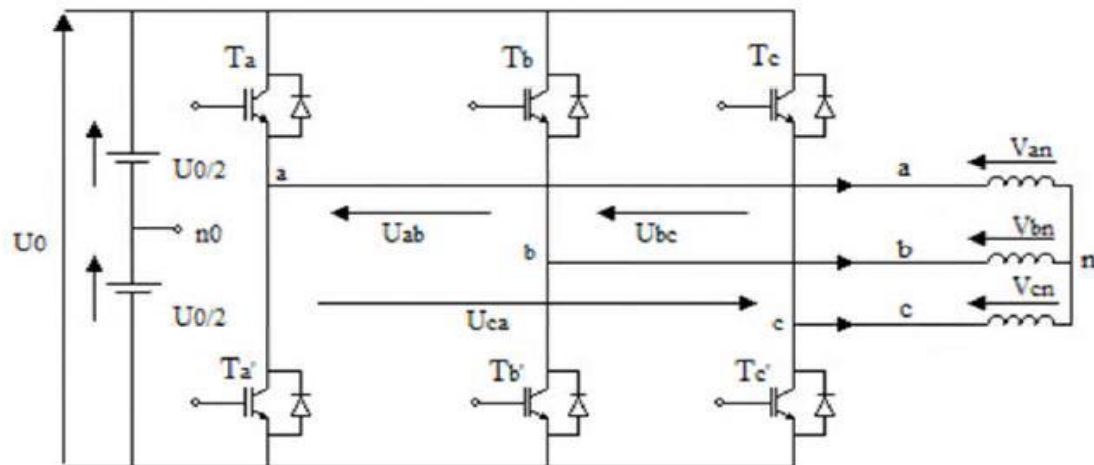 Ta
Tb
Tc
U0/2
a
Van
a
U0
n0
Uab
Ubc
b
Vbn
b
n
U0/2
Uca
Vcn
c
c
Ta'
Tb'
Tc'